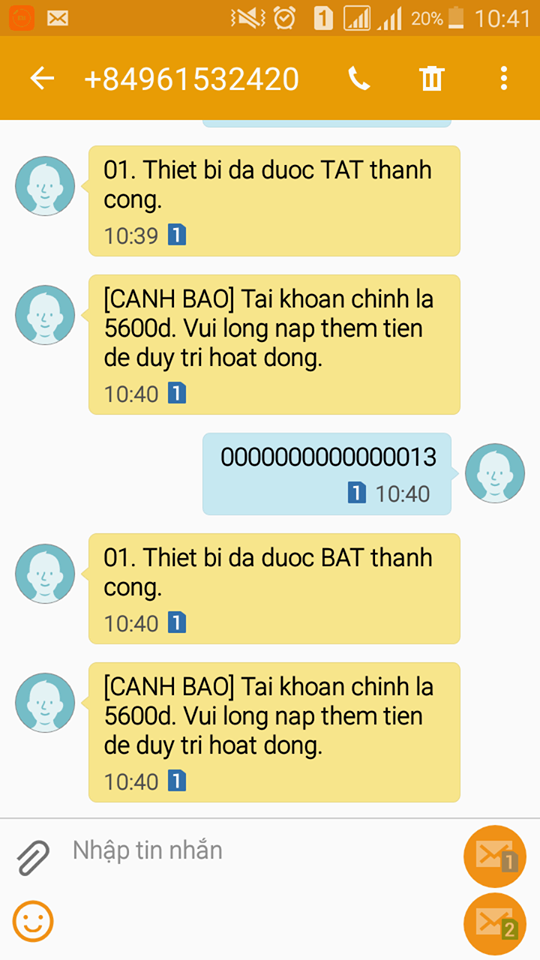 1 20% 10:41
+84961532420
01. Thiet bi da duoc TAT thanh
cong.
10:39 1
[CANH BAO] Tai khoan chinh la
5600d. Vui long nap them tien
de duy tri hoat dong.
10:40 1
0000000000000013
1 10:40
01. Thiet bi da duoc BAT thanh
cong.
10:40 1
[CANH BAO] Tai khoan chinh la
5600d. Vui long nap them tien
de duy tri hoat dong.
10:40 1
Nhập tin nhắn
1
2